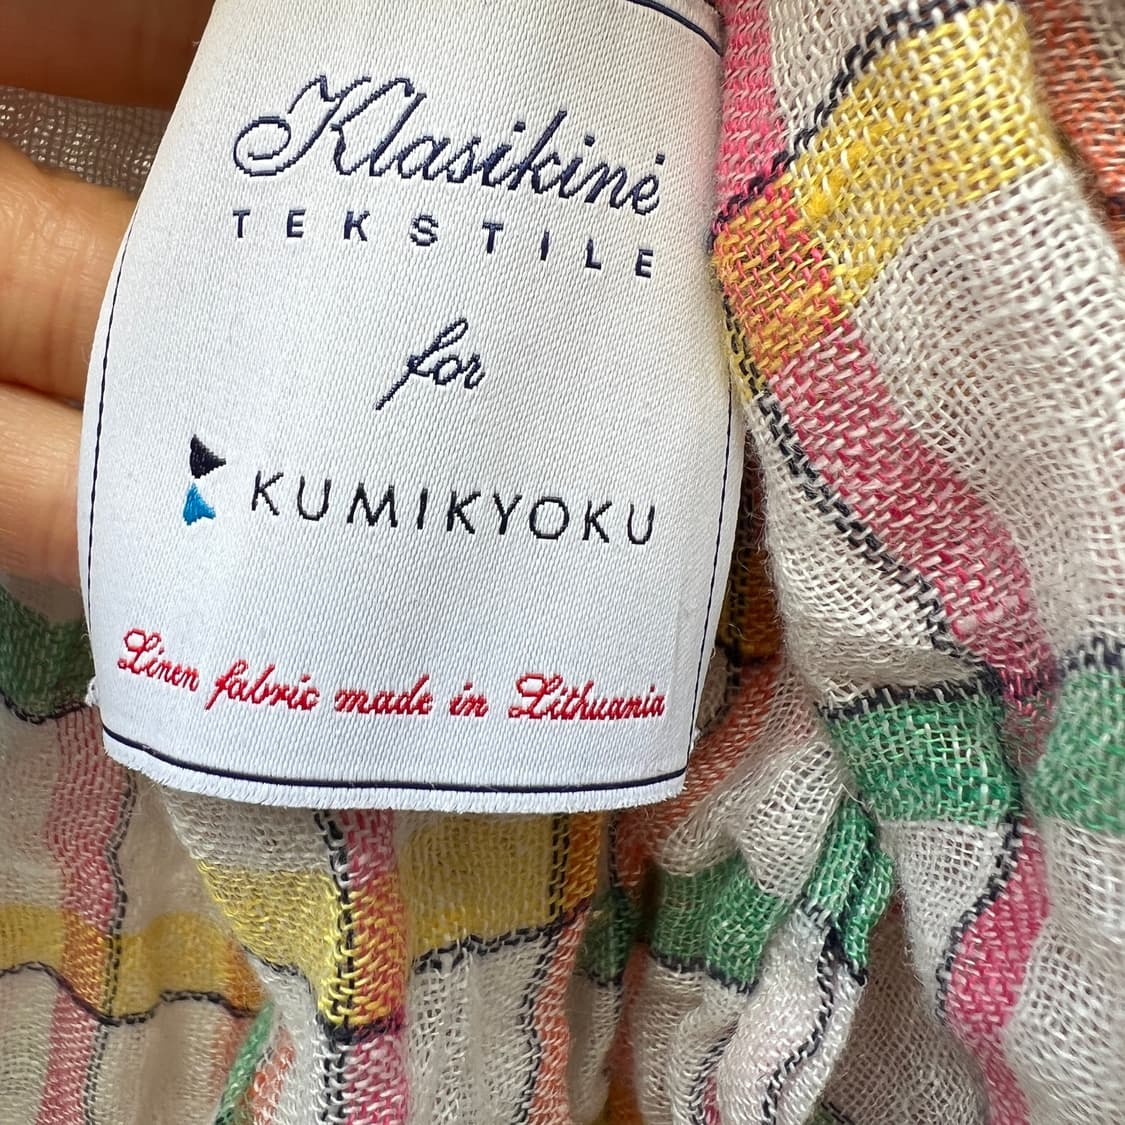 Klasikinė
TEKSTILE
for
KUMIKYOKU
Linen fabric made in Lithuania